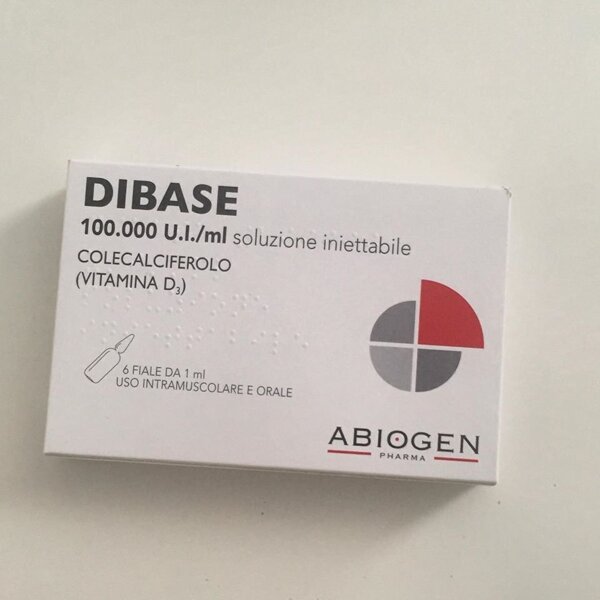 DIBASE
100.000 U.I./ml soluzione iniettabile
COLECALCIFEROLO
(VITAMINA D₃)
6 FIALE DA 1 ml
USO INTRAMUSCOLARE E ORALE
ABIOGEN
PHARMA